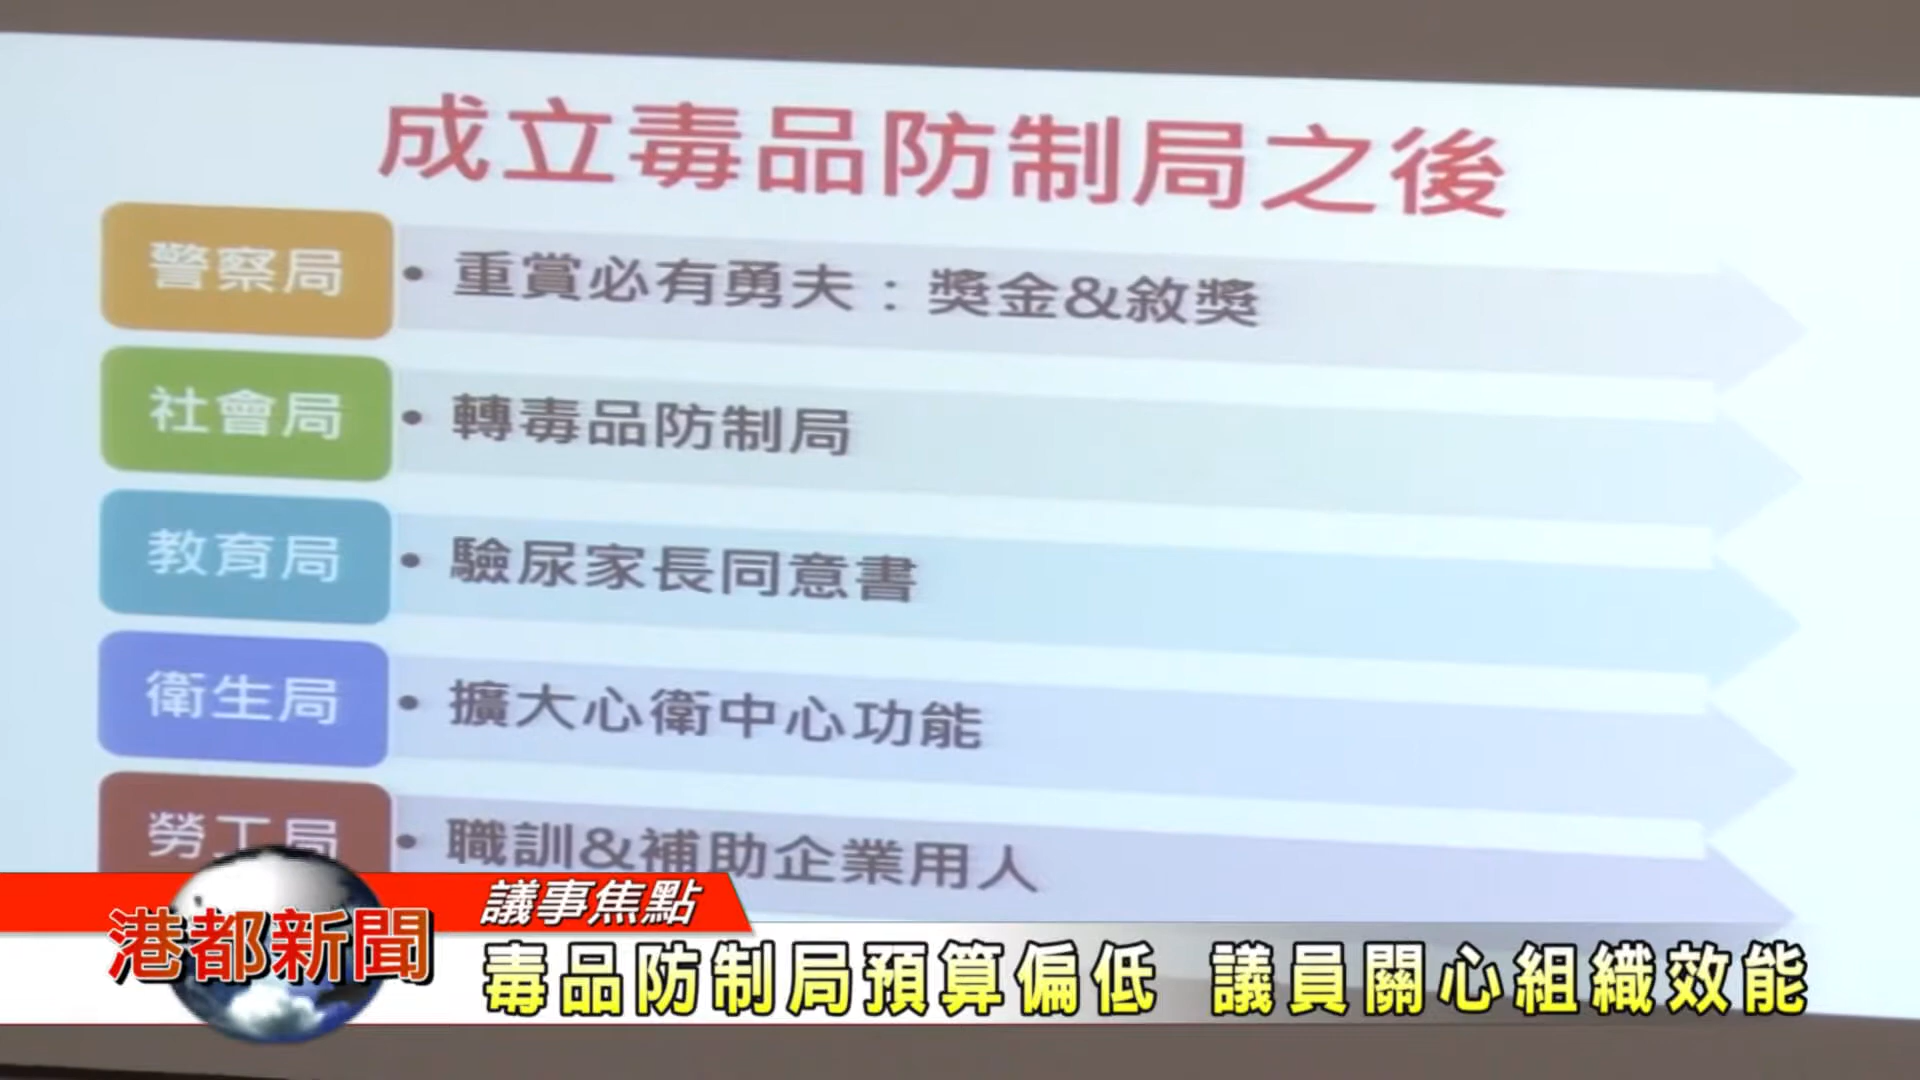 成立毒品防制局之後
警察局
• 重賞必有勇夫：獎金&敘獎
社會局
• 轉毒品防制局
教育局
• 驗尿家長同意書
衛生局
• 擴大心衛中心功能
勞工局
• 職訓&補助企業用人
議事焦點
港都新聞
毒品防制局預算偏低 議員關心組織效能